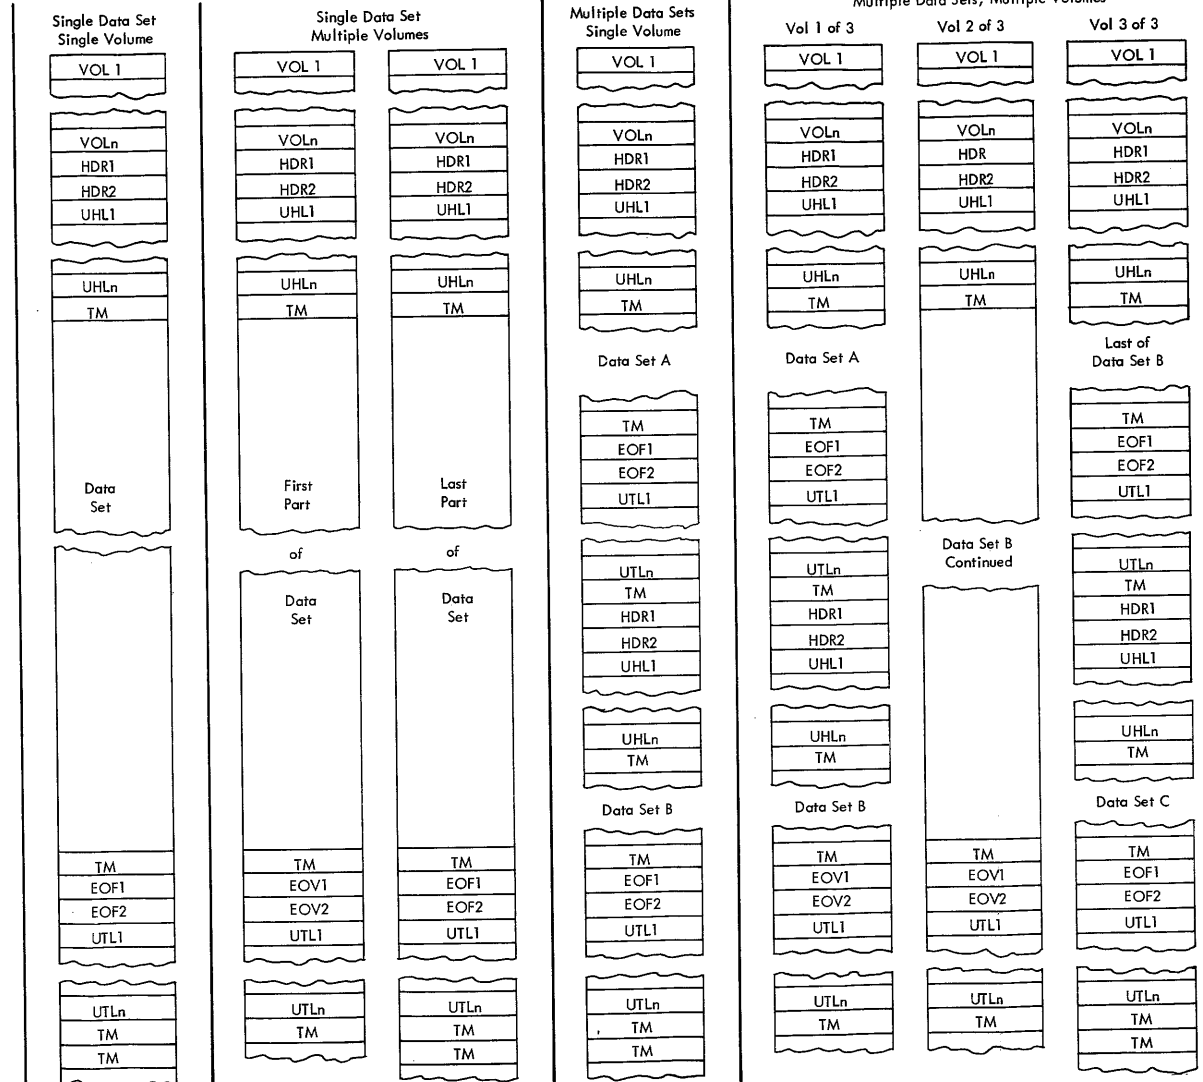 Single Data Set
Single Volume
VOL 1
VOLn
HDR1
HDR2
UHL1
UHLn
TM
Data
Set
TM
EOF1
EOF2
UTL1
UTLn
TM
TM
Single Data Set
Multiple Volumes
VOL 1
VOLn
HDR1
HDR2
UHL1
UHLn
TM
First
Part
of
Data
Set
TM
EOV1
EOV2
UTL1
UTLn
TM
VOL 1
VOLn
HDR1
HDR2
UHL1
UHLn
TM
Last
Part
of
Data
Set
TM
EOF1
EOF2
UTL1
UTLn
TM
TM
Multiple Data Sets
Single Volume
VOL 1
VOLn
HDR1
HDR2
UHL1
UHLn
TM
Data Set A
TM
EOF1
EOF2
UTL1
UTLn
TM
HDR1
HDR2
UHL1
UHLn
TM
Data Set B
TM
EOF1
EOF2
UTL1
UTLn
TM
TM
Multiple Data Sets, Multiple Volumes
Vol 1 of 3
VOL 1
VOLn
HDR1
HDR2
UHL1
UHLn
TM
Data Set A
TM
EOF1
EOF2
UTL1
UTLn
TM
HDR1
HDR2
UHL1
UHLn
TM
Data Set B
TM
EOV1
EOV2
UTL1
UTLn
TM
Vol 2 of 3
VOL 1
VOLn
HDR
HDR2
UHL1
UHLn
TM
Data Set B
Continued
TM
EOV1
EOV2
UTL1
UTLn
TM
Vol 3 of 3
VOL 1
VOLn
HDR1
HDR2
UHL1
UHLn
TM
Last of
Data Set B
TM
EOF1
EOF2
UTL1
UTLn
TM
HDR1
HDR2
UHL1
UHLn
TM
Data Set C
TM
EOF1
EOF2
UTL1
UTLn
TM
TM